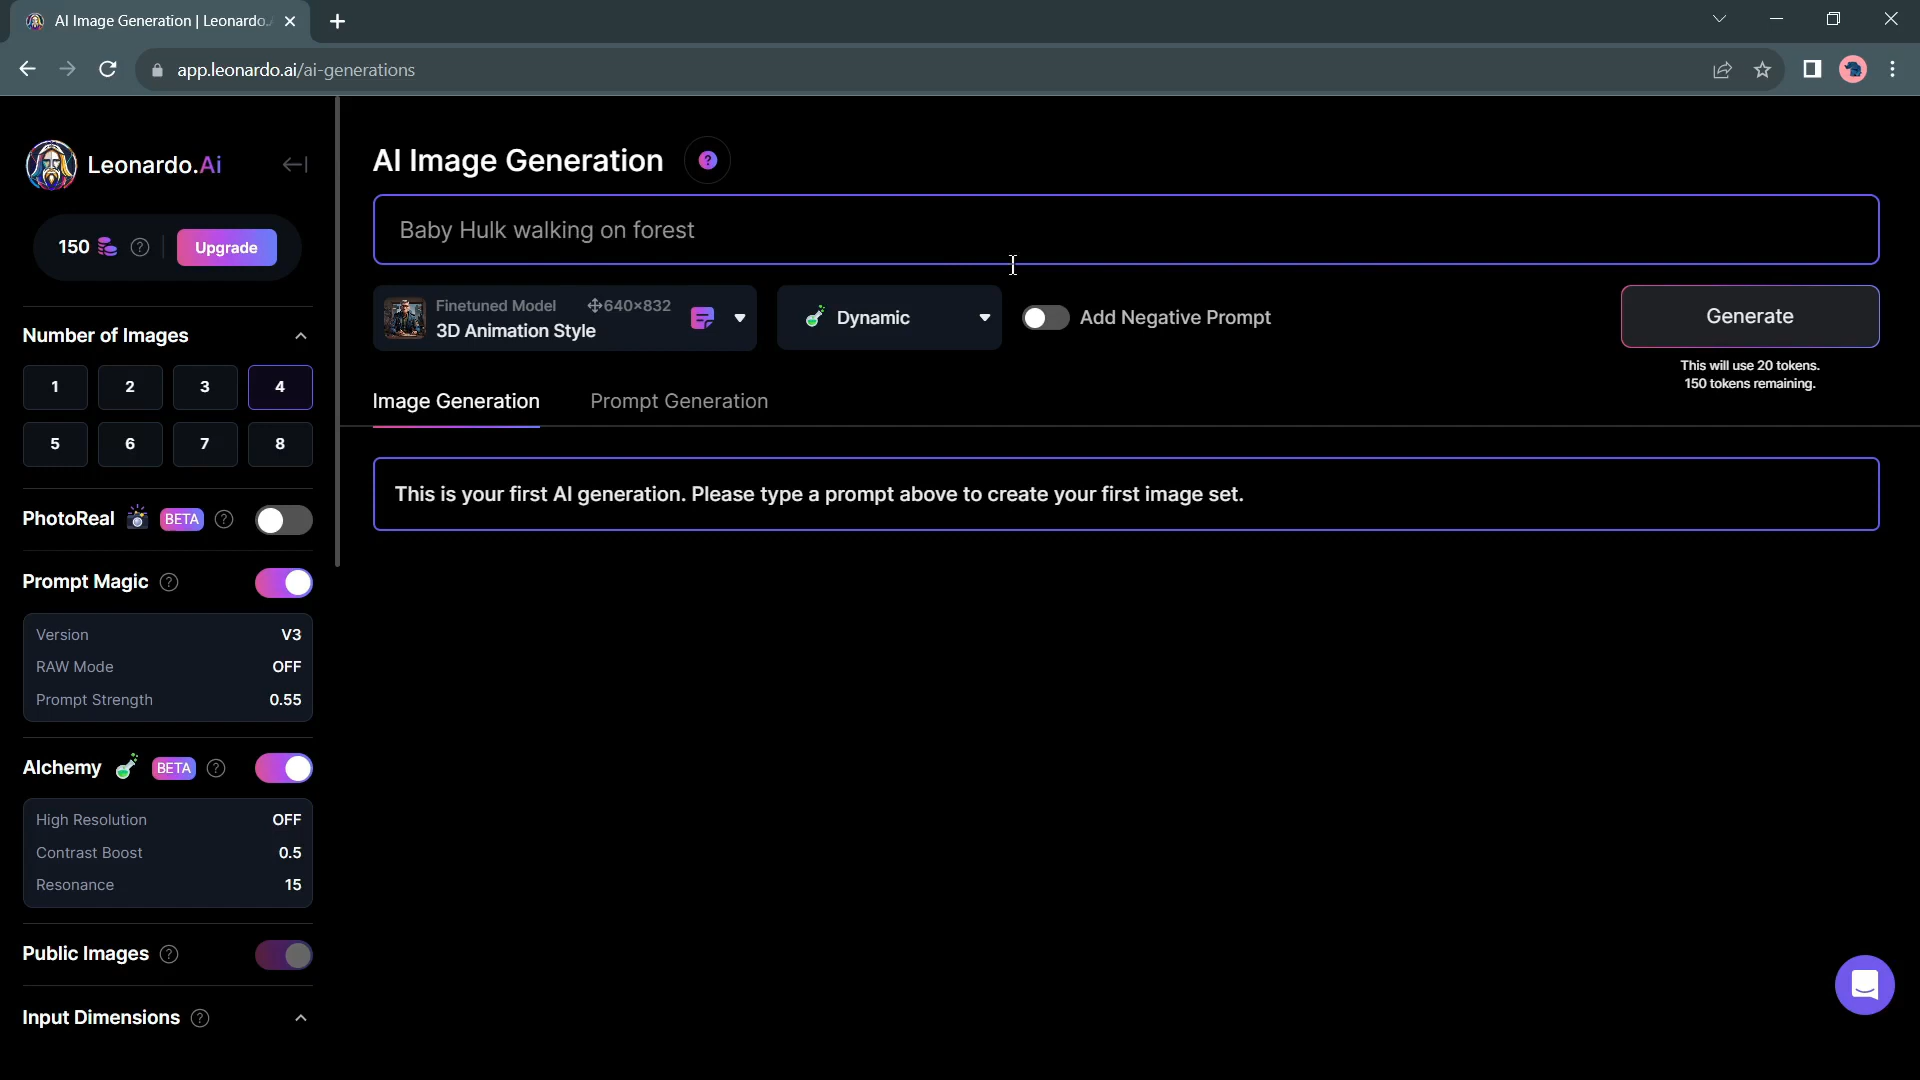 AI Image Generation | Leonardo.
app.leonardo.ai/ai-generations
Leonardo.Ai
150
Upgrade
Number of Images
1 2 3 4
5 6 7 8
PhotoReal BETA
Prompt Magic
Version V3
RAW Mode OFF
Prompt Strength 0.55
Alchemy BETA
High Resolution OFF
Contrast Boost 0.5
Resonance 15
Public Images
Input Dimensions
AI Image Generation
Baby Hulk walking on forest
Finetuned Model 640×832
3D Animation Style
Dynamic
Add Negative Prompt
Generate
This will use 20 tokens.
150 tokens remaining.
Image Generation Prompt Generation
This is your first AI generation. Please type a prompt above to create your first image set.